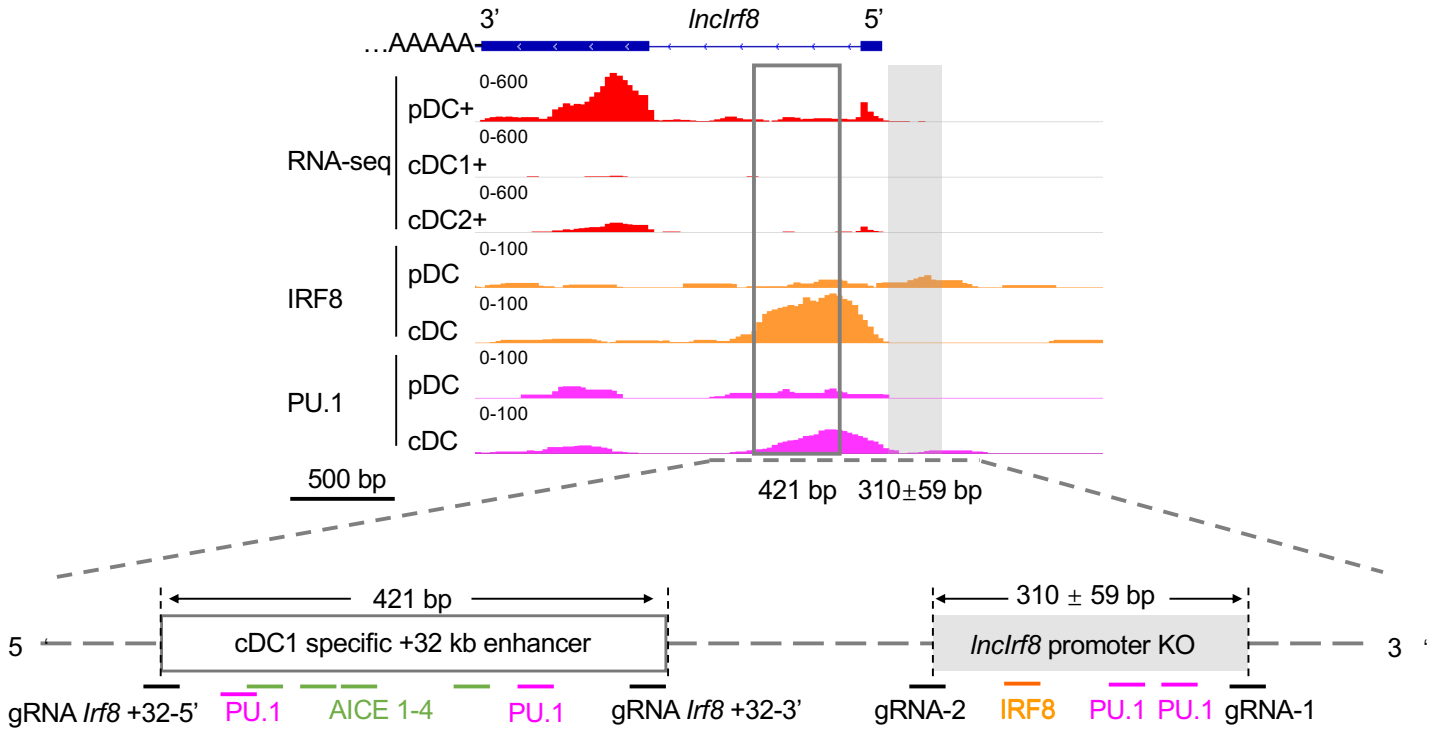 3’ lncIrf8 5’
…AAAAA
RNA-seq
pDC+ 0-600
cDC1+ 0-600
cDC2+ 0-600
IRF8
pDC 0-100
cDC 0-100
PU.1
pDC 0-100
cDC 0-100
500 bp
421 bp 310±59 bp
421 bp 310 ± 59 bp
5 ‘ cDC1 specific +32 kb enhancer lncIrf8 promoter KO 3 ‘
gRNA Irf8 +32-5’ PU.1 AICE 1-4 PU.1 gRNA Irf8 +32-3’ gRNA-2 IRF8 PU.1 PU.1 gRNA-1